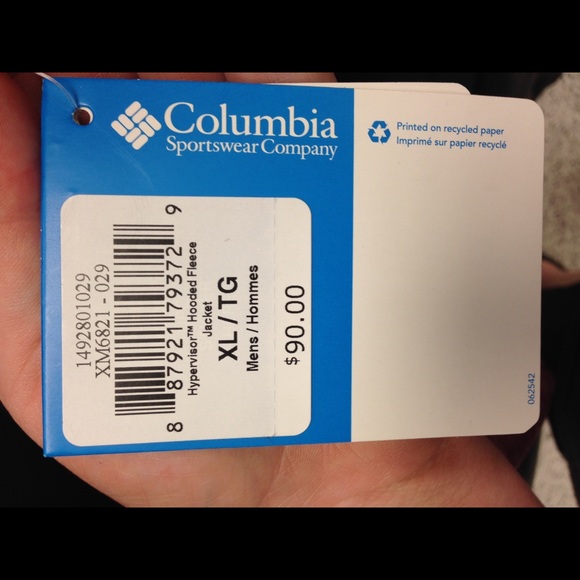 Columbia
Sportswear Company
Printed on recycled paper
Imprimé sur papier recyclé
1492801029
XM6821 - 029
8 87921 79372 9
Hypervisor™ Hooded Fleece
Jacket
XL / TG
Mens / Hommes
$90.00
062542